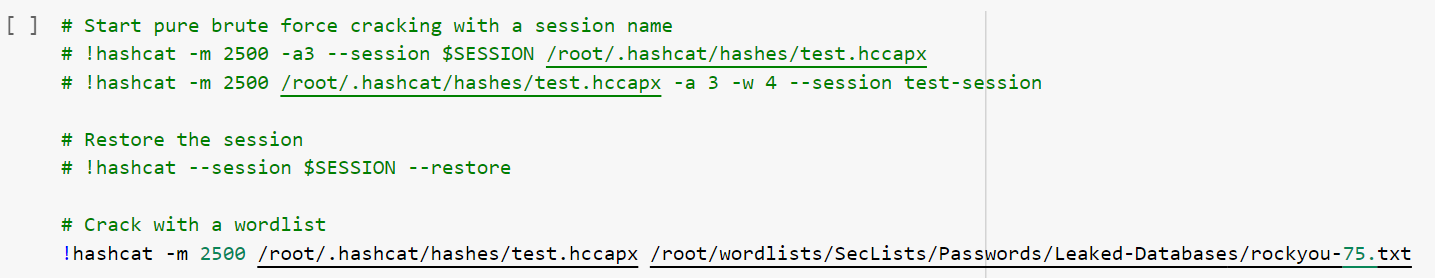 [ ] # Start pure brute force cracking with a session name
# !hashcat -m 2500 -a3 --session $SESSION /root/.hashcat/hashes/test.hccapx
# !hashcat -m 2500 /root/.hashcat/hashes/test.hccapx -a 3 -w 4 --session test-session
# Restore the session
# !hashcat --session $SESSION --restore
# Crack with a wordlist
!hashcat -m 2500 /root/.hashcat/hashes/test.hccapx /root/wordlists/SecLists/Passwords/Leaked-Databases/rockyou-75.txt